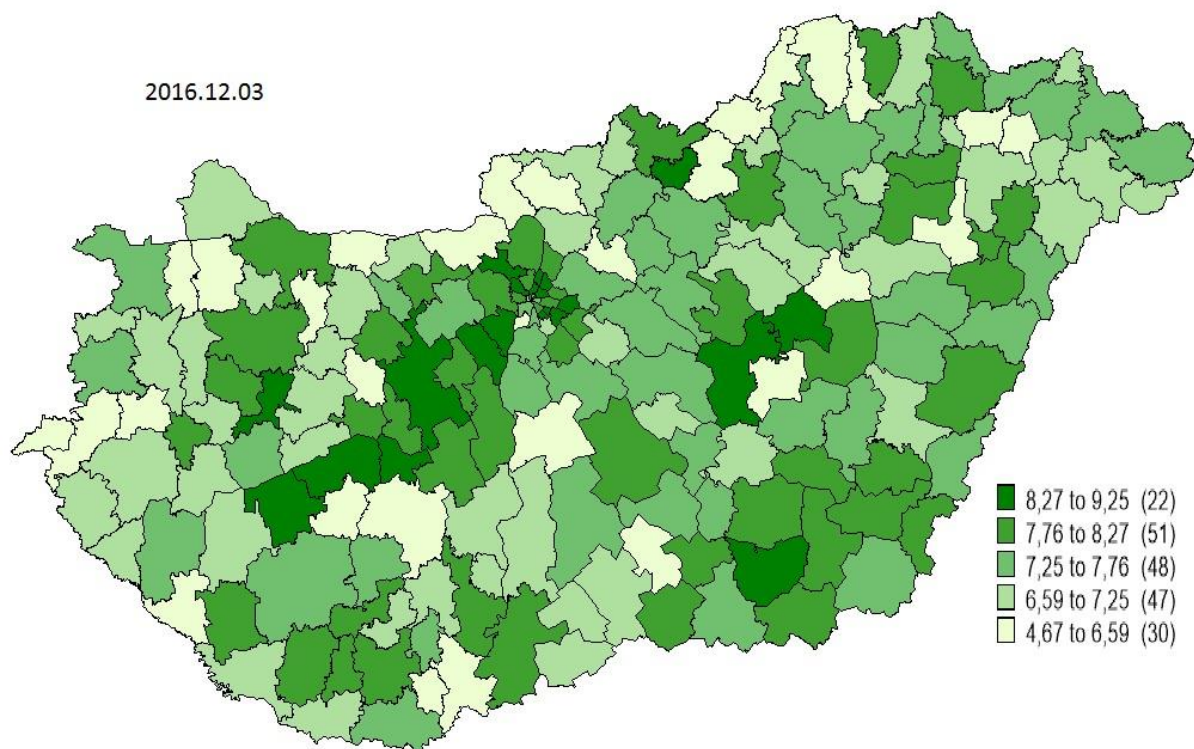 2016.12.03
8,27 to 9,25 (22)
7,76 to 8,27 (51)
7,25 to 7,76 (48)
6,59 to 7,25 (47)
4,67 to 6,59 (30)